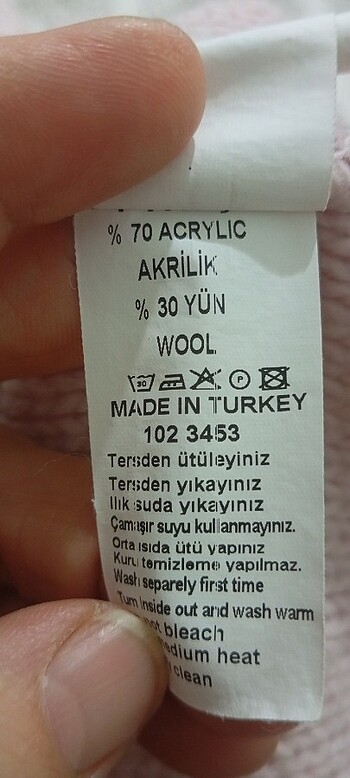 % 70 ACRYLIC
AKRİLİK
% 30 YÜN
WOOL
30 P
MADE IN TURKEY
102 3453
Tersden ütüleyiniz
Tersden yıkayınız
Ilık suda yıkayınız
Çamaşır suyu kullanmayınız.
Orta ısıda ütü yapınız
Kuru temizleme yapılmaz.
Wash separely first time
Turn inside out and wash warm
bleach
heat
clean